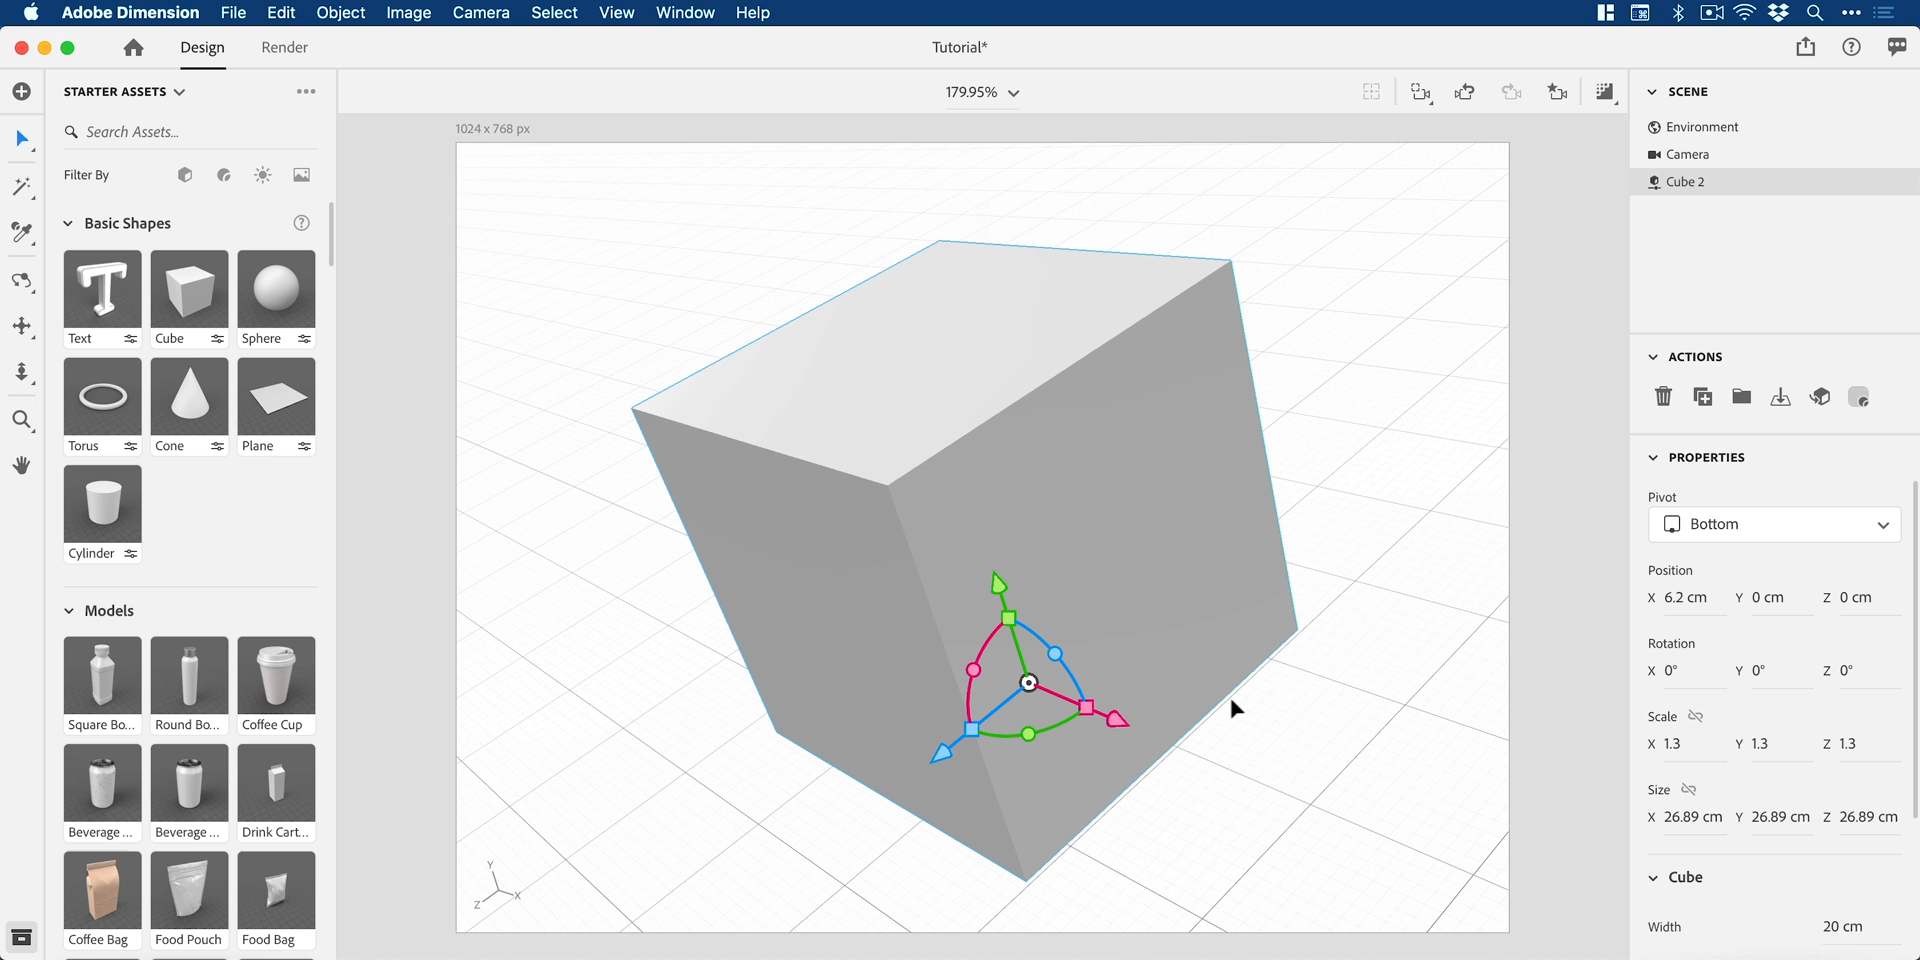 Adobe Dimension File Edit Object Image Camera Select View Window Help
Design Render Tutorial*
STARTER ASSETS
Search Assets...
Filter By
Basic Shapes
Text Cube Sphere
Torus Cone Plane
Cylinder
Models
Square Bo... Round Bo... Coffee Cup
Beverage ... Beverage ... Drink Cart...
Coffee Bag Food Pouch Food Bag
179.95%
1024 x 768 px
Y
Z X
SCENE
Environment
Camera
Cube 2
ACTIONS
PROPERTIES
Pivot
Bottom
Position
X 6.2 cm Y 0 cm Z 0 cm
Rotation
X 0° Y 0° Z 0°
Scale
X 1.3 Y 1.3 Z 1.3
Size
X 26.89 cm Y 26.89 cm Z 26.89 cm
Cube
Width 20 cm